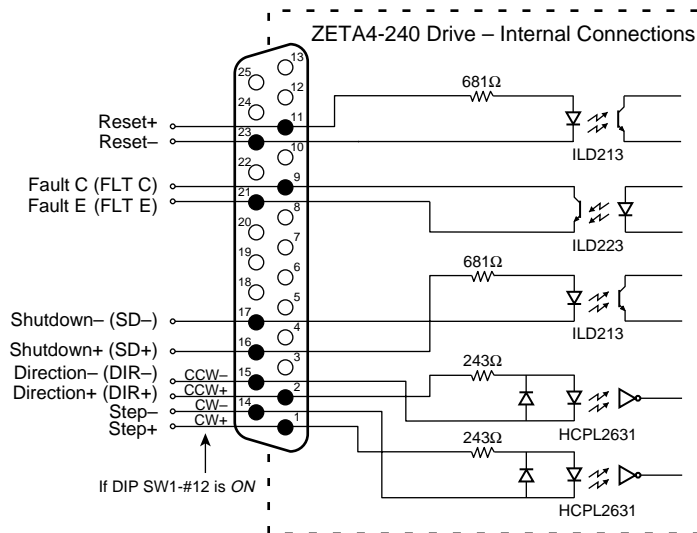 ZETA4-240 Drive – Internal Connections
13
25
12
24
11
23
10
22
9
21
8
20
7
19
6
18
5
17
4
16
3
15
2
14
1
Reset+
Reset–
Fault C (FLT C)
Fault E (FLT E)
Shutdown– (SD–)
Shutdown+ (SD+)
Direction– (DIR–)
Direction+ (DIR+)
Step–
Step+
CCW–
CCW+
CW–
CW+
If DIP SW1-#12 is ON
681Ω
ILD213
ILD223
681Ω
ILD213
243Ω
HCPL2631
243Ω
HCPL2631